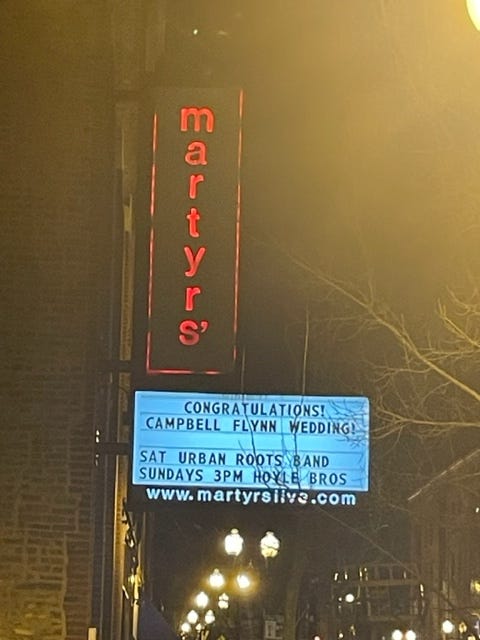 martyrs'
CONGRATULATIONS!
CAMPBELL FLYNN WEDDING!
SAT URBAN ROOTS BAND
SUNDAYS 3PM HOYLE BROS
www.martyrslive.com